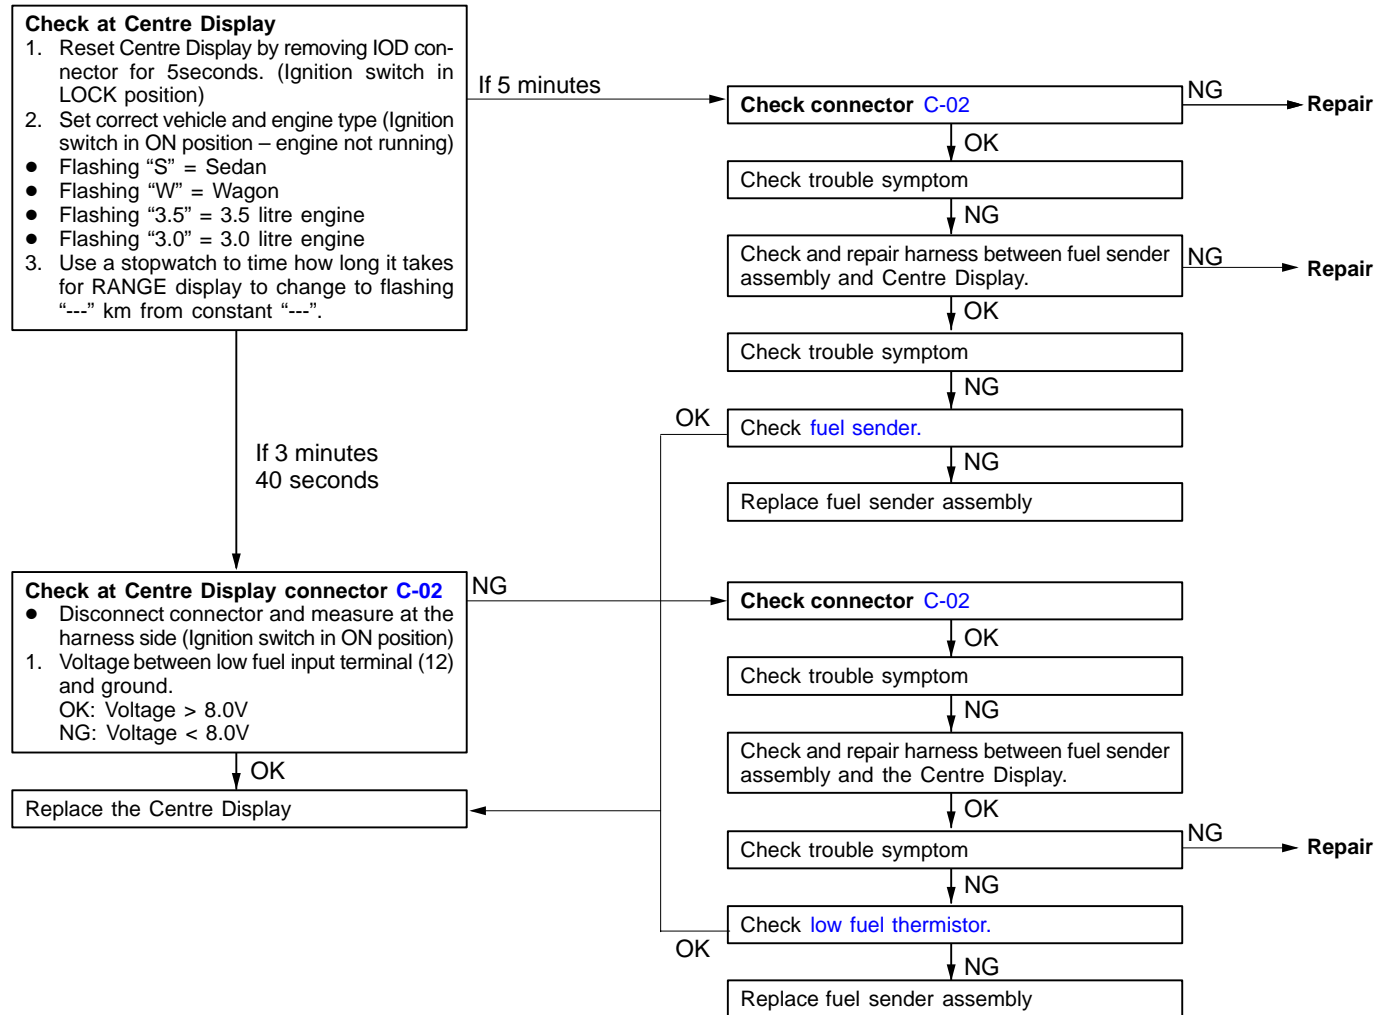 Check at Centre Display
1. Reset Centre Display by removing IOD con-
nector for 5seconds. (Ignition switch in
LOCK position)
2. Set correct vehicle and engine type (Ignition
switch in ON position – engine not running)
● Flashing “S” = Sedan
● Flashing “W” = Wagon
● Flashing “3.5” = 3.5 litre engine
● Flashing “3.0” = 3.0 litre engine
3. Use a stopwatch to time how long it takes
for RANGE display to change to flashing
“---” km from constant “---”.
If 5 minutes
Check connector C-02
NG
Repair
OK
Check trouble symptom
NG
Check and repair harness between fuel sender
assembly and Centre Display.
NG
Repair
OK
Check trouble symptom
NG
OK
Check fuel sender.
NG
Replace fuel sender assembly
If 3 minutes
40 seconds
Check at Centre Display connector C-02
● Disconnect connector and measure at the
harness side (Ignition switch in ON position)
1. Voltage between low fuel input terminal (12)
and ground.
OK: Voltage > 8.0V
NG: Voltage < 8.0V
NG
OK
Replace the Centre Display
Check connector C-02
OK
Check trouble symptom
NG
Check and repair harness between fuel sender
assembly and the Centre Display.
OK
Check trouble symptom
NG
Repair
NG
Check low fuel thermistor.
OK
NG
Replace fuel sender assembly